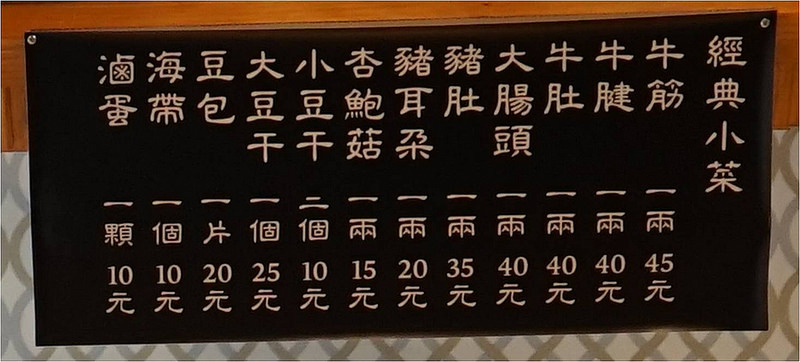 經典小菜
牛筋 一兩 45元
牛腱 一兩 40元
牛肚 一兩 40元
大腸頭 一兩 40元
豬肚 一兩 35元
豬耳朵 一兩 20元
杏鮑菇 一兩 15元
小豆干 二個 10元
大豆干 一個 25元
豆包 一片 20元
海帶 一個 10元
滷蛋 一顆 10元